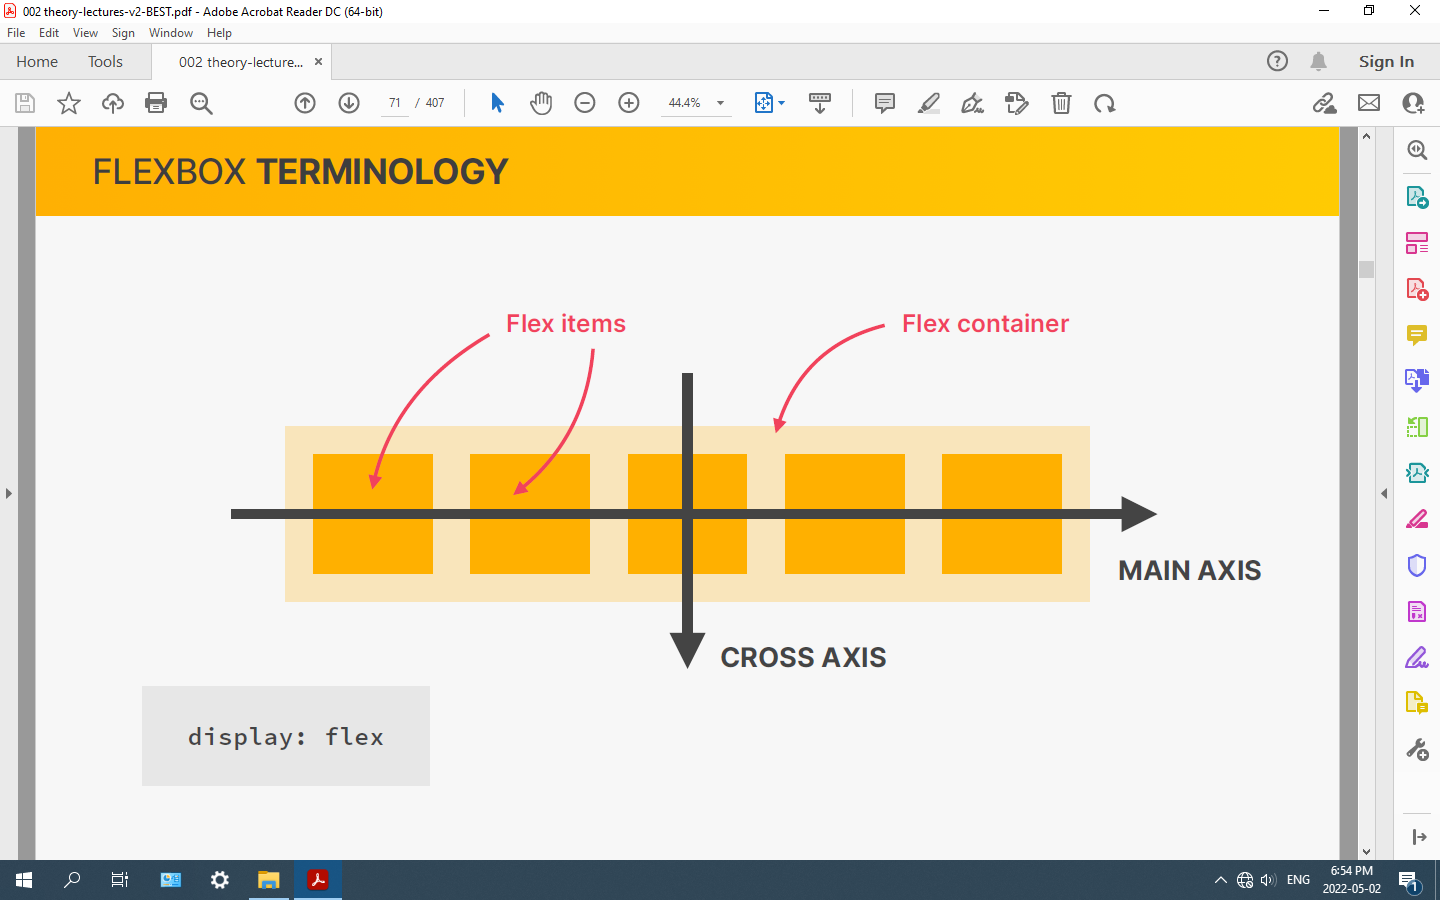 002 theory-lectures-v2-BEST.pdf - Adobe Acrobat Reader DC (64-bit)
File Edit View Sign Window Help
Home Tools 002 theory-lecture... × Sign In
71 / 407 44.4%
FLEXBOX TERMINOLOGY
Flex items Flex container
MAIN AXIS
CROSS AXIS
display: flex
6:54 PM
ENG
2022-05-02
1